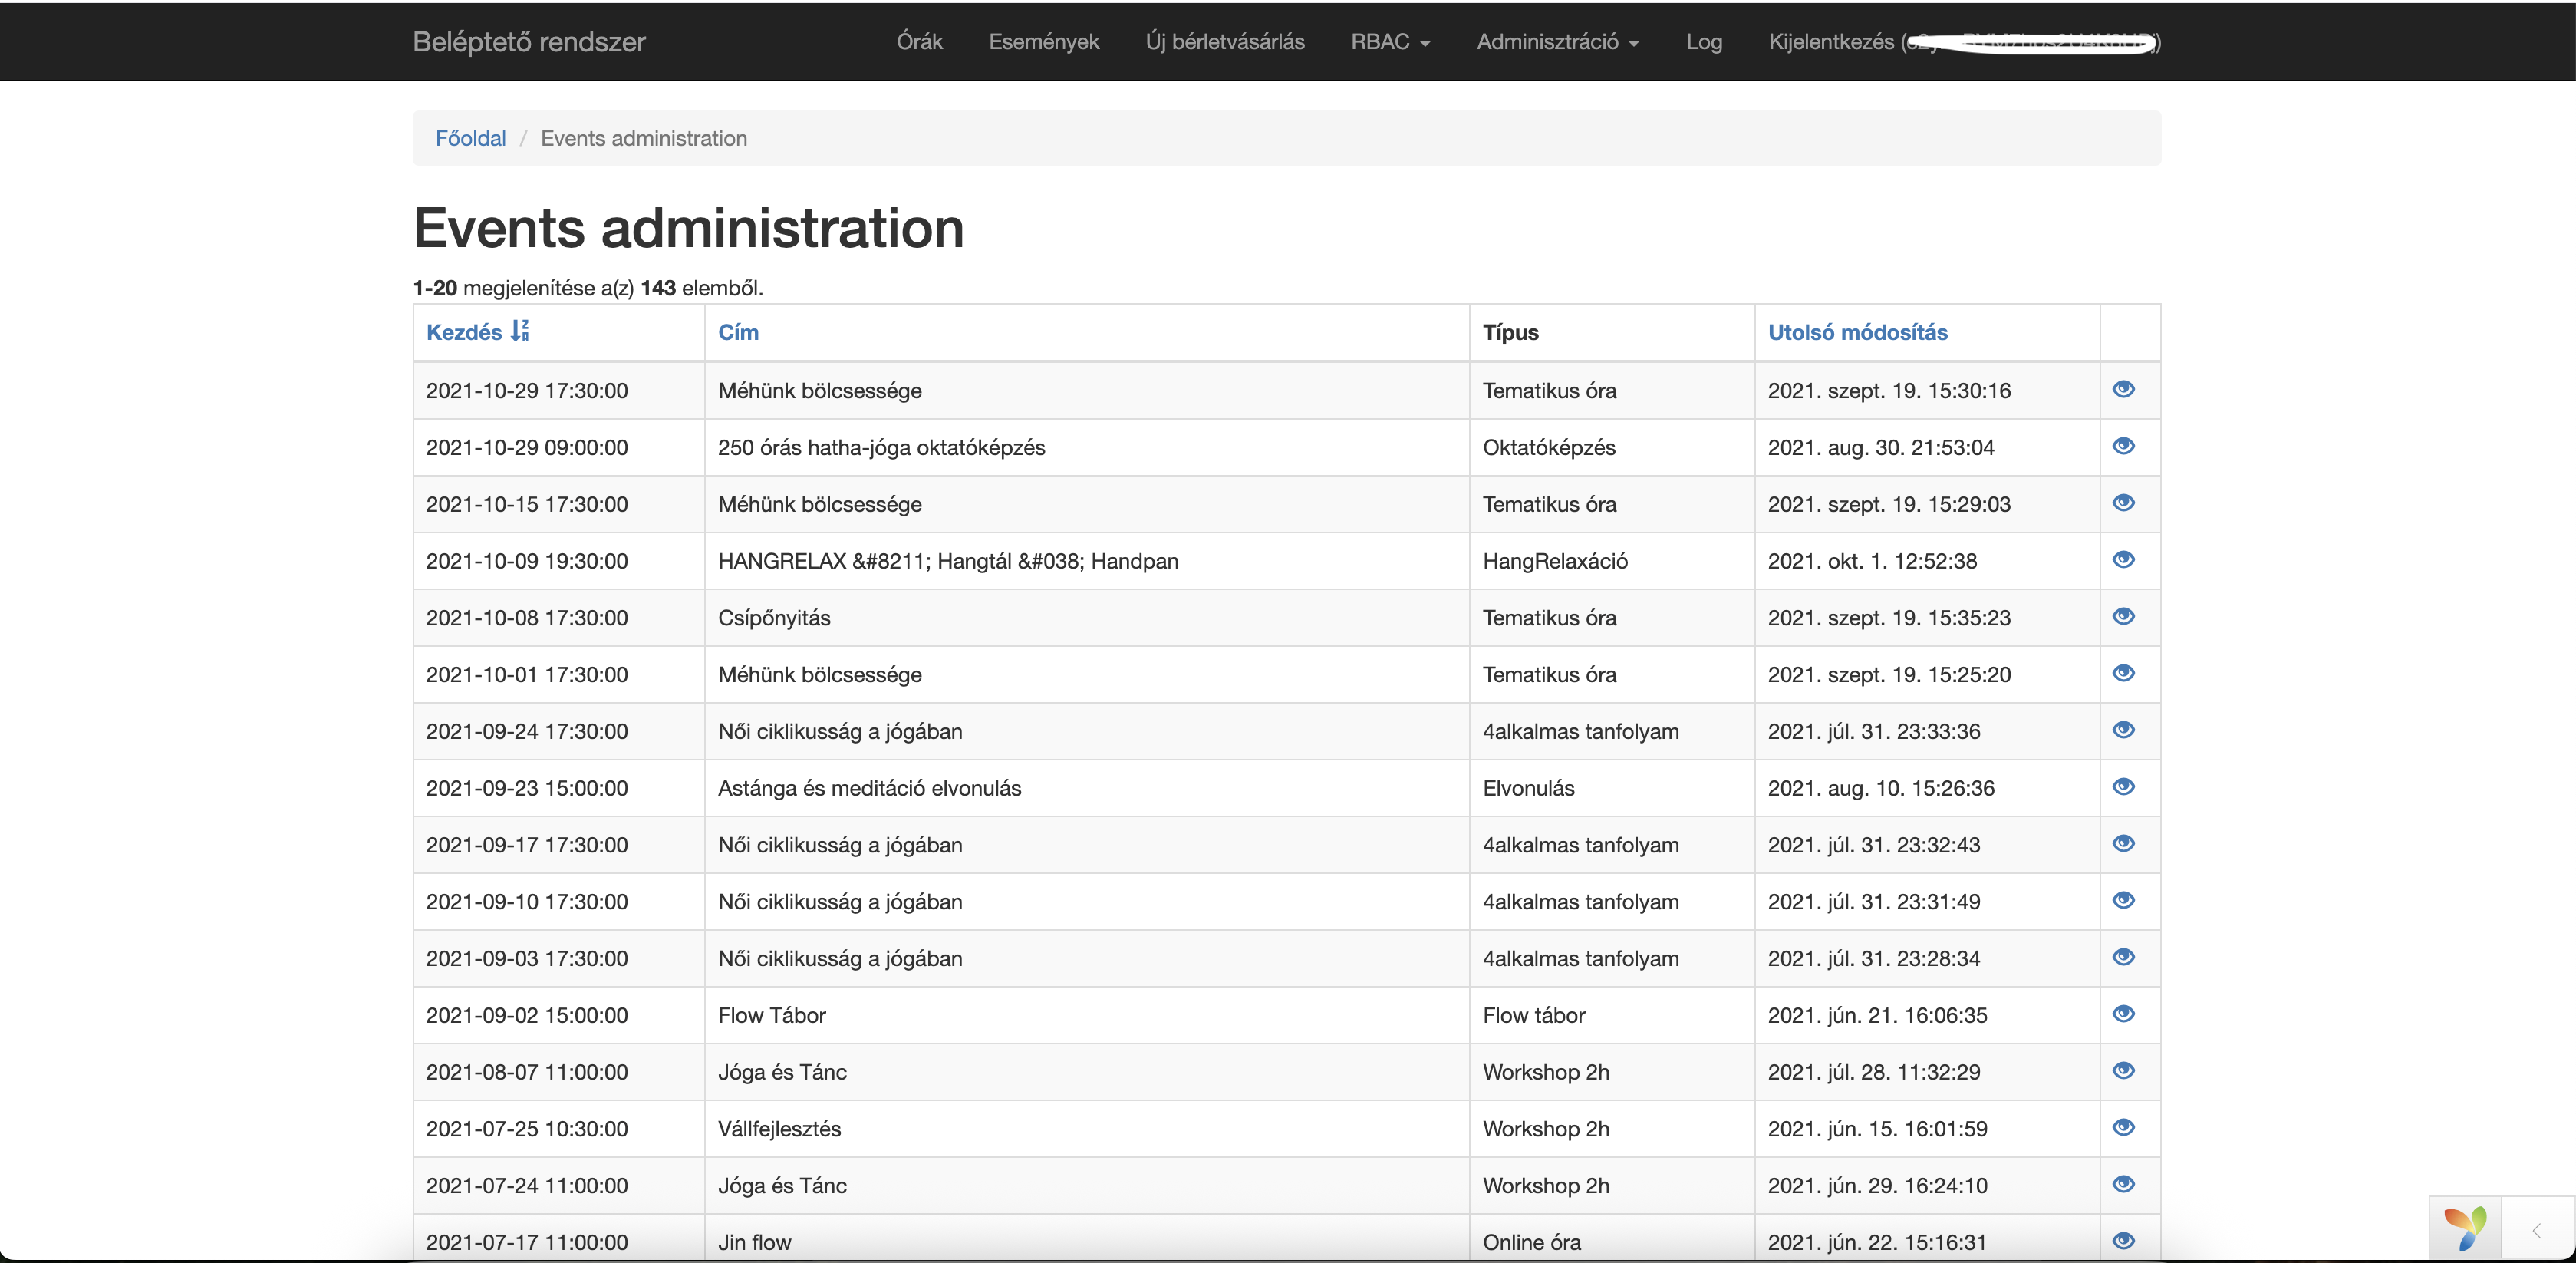 Beléptető rendszer Órák Események Új bérletvásárlás RBAC Adminisztráció Log Kijelentkezés (
Főoldal / Events administration
Events administration
1-20 megjelenítése a(z) 143 elemből.
Kezdés Cím Típus Utolsó módosítás
2021-10-29 17:30:00 Méhünk bölcsessége Tematikus óra 2021. szept. 19. 15:30:16
2021-10-29 09:00:00 250 órás hatha-jóga oktatóképzés Oktatóképzés 2021. aug. 30. 21:53:04
2021-10-15 17:30:00 Méhünk bölcsessége Tematikus óra 2021. szept. 19. 15:29:03
2021-10-09 19:30:00 HANGRELAX &#8211; Hangtál &#038; Handpan HangRelaxáció 2021. okt. 1. 12:52:38
2021-10-08 17:30:00 Csípőnyitás Tematikus óra 2021. szept. 19. 15:35:23
2021-10-01 17:30:00 Méhünk bölcsessége Tematikus óra 2021. szept. 19. 15:25:20
2021-09-24 17:30:00 Női ciklikusság a jógában 4alkalmas tanfolyam 2021. júl. 31. 23:33:36
2021-09-23 15:00:00 Astánga és meditáció elvonulás Elvonulás 2021. aug. 10. 15:26:36
2021-09-17 17:30:00 Női ciklikusság a jógában 4alkalmas tanfolyam 2021. júl. 31. 23:32:43
2021-09-10 17:30:00 Női ciklikusság a jógában 4alkalmas tanfolyam 2021. júl. 31. 23:31:49
2021-09-03 17:30:00 Női ciklikusság a jógában 4alkalmas tanfolyam 2021. júl. 31. 23:28:34
2021-09-02 15:00:00 Flow Tábor Flow tábor 2021. jún. 21. 16:06:35
2021-08-07 11:00:00 Jóga és Tánc Workshop 2h 2021. júl. 28. 11:32:29
2021-07-25 10:30:00 Vállfejlesztés Workshop 2h 2021. jún. 15. 16:01:59
2021-07-24 11:00:00 Jóga és Tánc Workshop 2h 2021. jún. 29. 16:24:10
2021-07-17 11:00:00 Jin flow Online óra 2021. jún. 22. 15:16:31